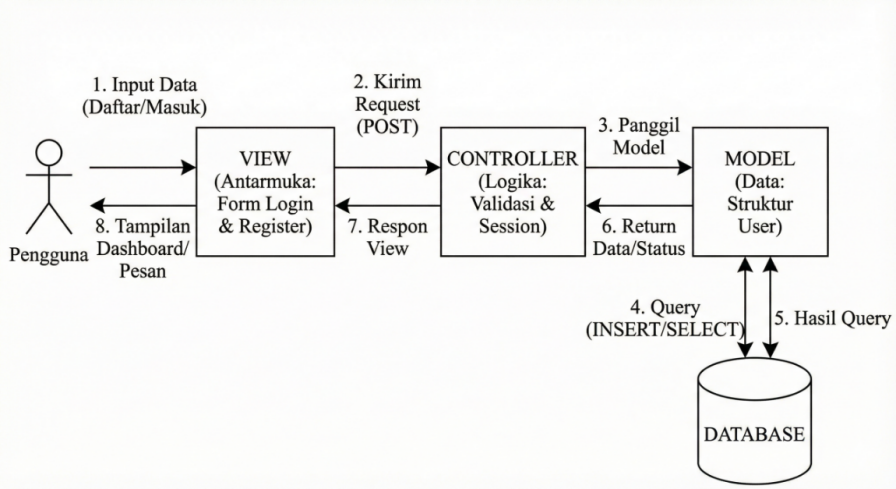 1. Input Data
(Daftar/Masuk)
2. Kirim
Request
(POST)
3. Panggil
Model
VIEW
(Antarmuka:
Form Login
& Register)
CONTROLLER
(Logika:
Validasi &
Session)
MODEL
(Data:
Struktur
User)
Pengguna
8. Tampilan
Dashboard/
Pesan
7. Respon
View
6. Return
Data/Status
4. Query
(INSERT/SELECT)
5. Hasil Query
DATABASE